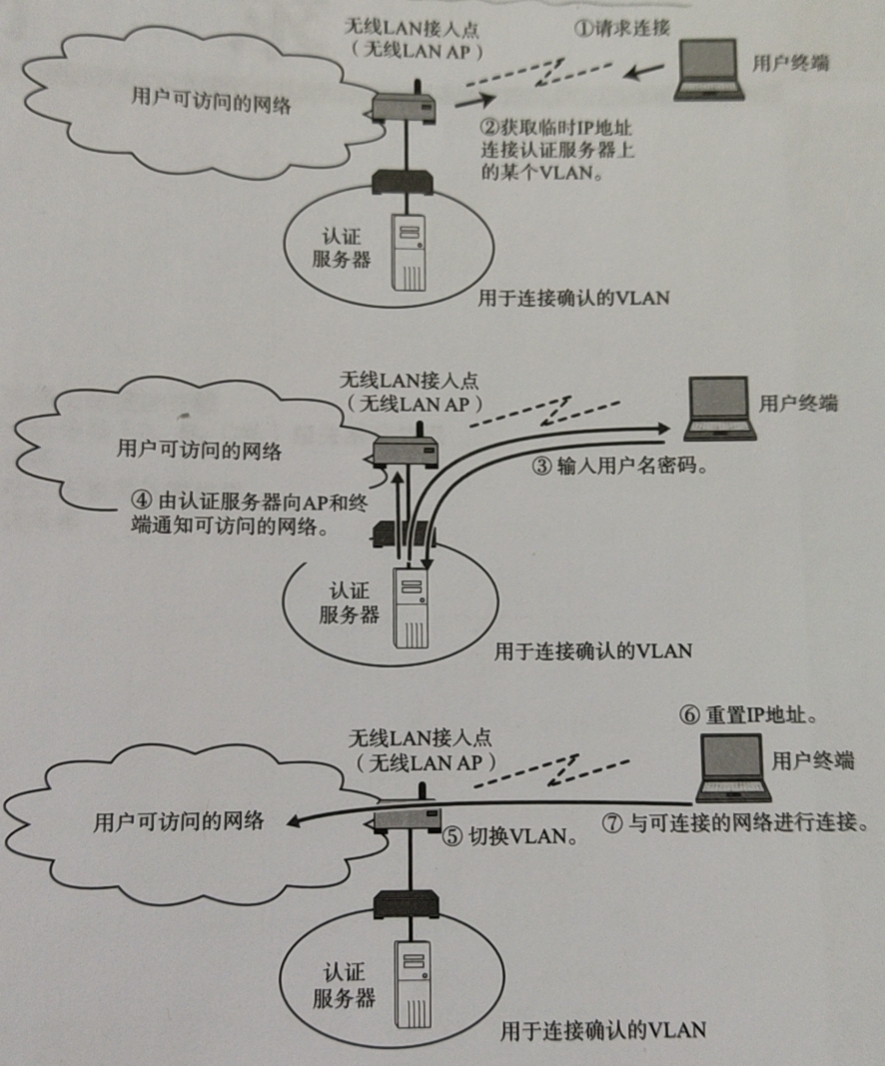 无线LAN接入点
（无线LAN AP）
①请求连接
用户终端
用户可访问的网络
②获取临时IP地址
连接认证服务器上
的某个VLAN。
认证
服务器
用于连接确认的VLAN
无线LAN接入点
（无线LAN AP）
用户终端
用户可访问的网络
③ 输入用户名密码。
④ 由认证服务器向AP和终
端通知可访问的网络。
认证
服务器
用于连接确认的VLAN
⑥ 重置IP地址。
无线LAN接入点
（无线LAN AP）
用户终端
用户可访问的网络
⑤ 切换VLAN。
⑦ 与可连接的网络进行连接。
认证
服务器
用于连接确认的VLAN